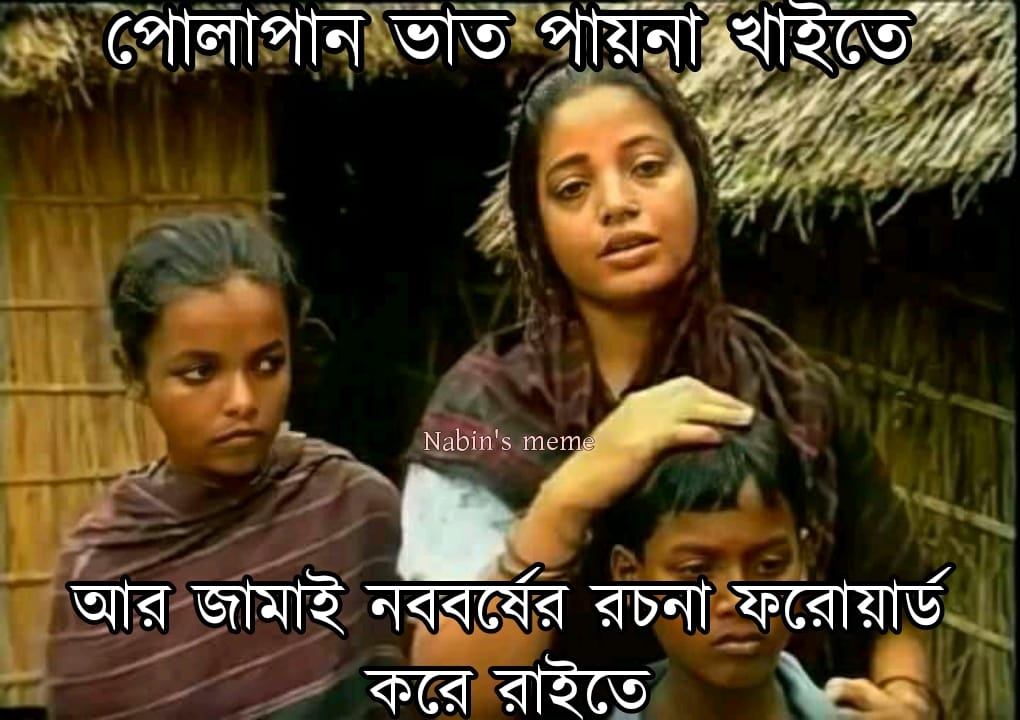 পোলাপান ভাত পায়না খাইতে
Nabin's meme
আর জামাই নববর্ষের রচনা ফরোয়ার্ড
করে রাইতে